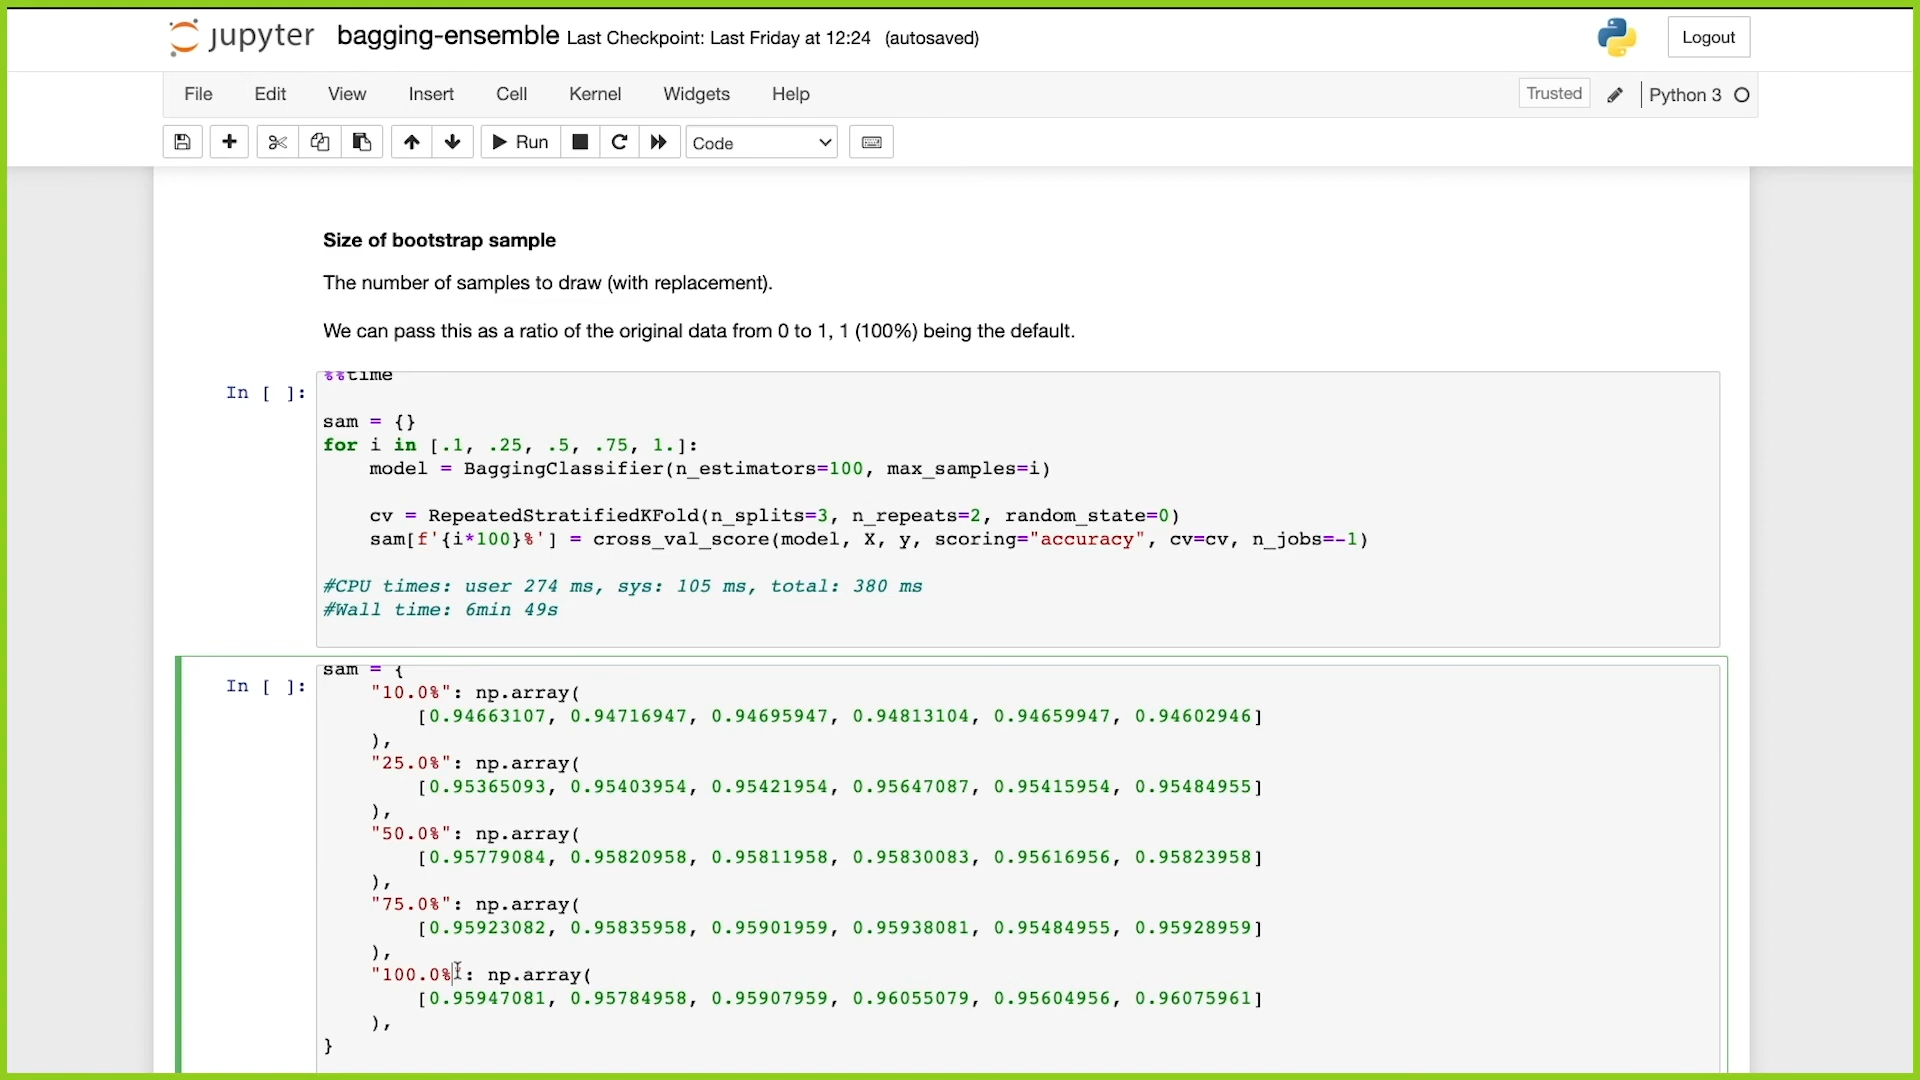 jupyter bagging-ensemble Last Checkpoint: Last Friday at 12:24 (autosaved) Logout
File Edit View Insert Cell Kernel Widgets Help Trusted Python 3
Run Code
Size of bootstrap sample
The number of samples to draw (with replacement).
We can pass this as a ratio of the original data from 0 to 1, 1 (100%) being the default.
In [ ]: %%time
sam = {}
for i in [.1, .25, .5, .75, 1.]:
    model = BaggingClassifier(n_estimators=100, max_samples=i)
    cv = RepeatedStratifiedKFold(n_splits=3, n_repeats=2, random_state=0)
    sam[f'{i*100}%'] = cross_val_score(model, X, y, scoring="accuracy", cv=cv, n_jobs=-1)
#CPU times: user 274 ms, sys: 105 ms, total: 380 ms
#Wall time: 6min 49s
In [ ]: sam = {
    "10.0%": np.array(
        [0.94663107, 0.94716947, 0.94695947, 0.94813104, 0.94659947, 0.94602946]
    ),
    "25.0%": np.array(
        [0.95365093, 0.95403954, 0.95421954, 0.95647087, 0.95415954, 0.95484955]
    ),
    "50.0%": np.array(
        [0.95779084, 0.95820958, 0.95811958, 0.95830083, 0.95616956, 0.95823958]
    ),
    "75.0%": np.array(
        [0.95923082, 0.95835958, 0.95901959, 0.95938081, 0.95484955, 0.95928959]
    ),
    "100.0%": np.array(
        [0.95947081, 0.95784958, 0.95907959, 0.96055079, 0.95604956, 0.96075961]
    ),
}